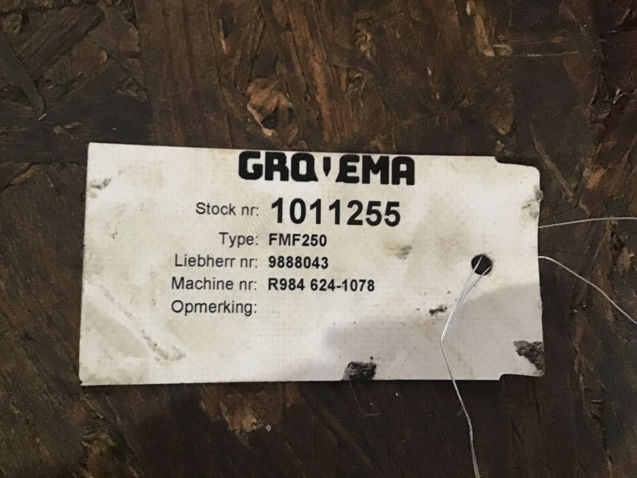 GROVEMA
Stock nr: 1011255
Type: FMF250
Liebherr nr: 9888043
Machine nr: R984 624-1078
Opmerking: